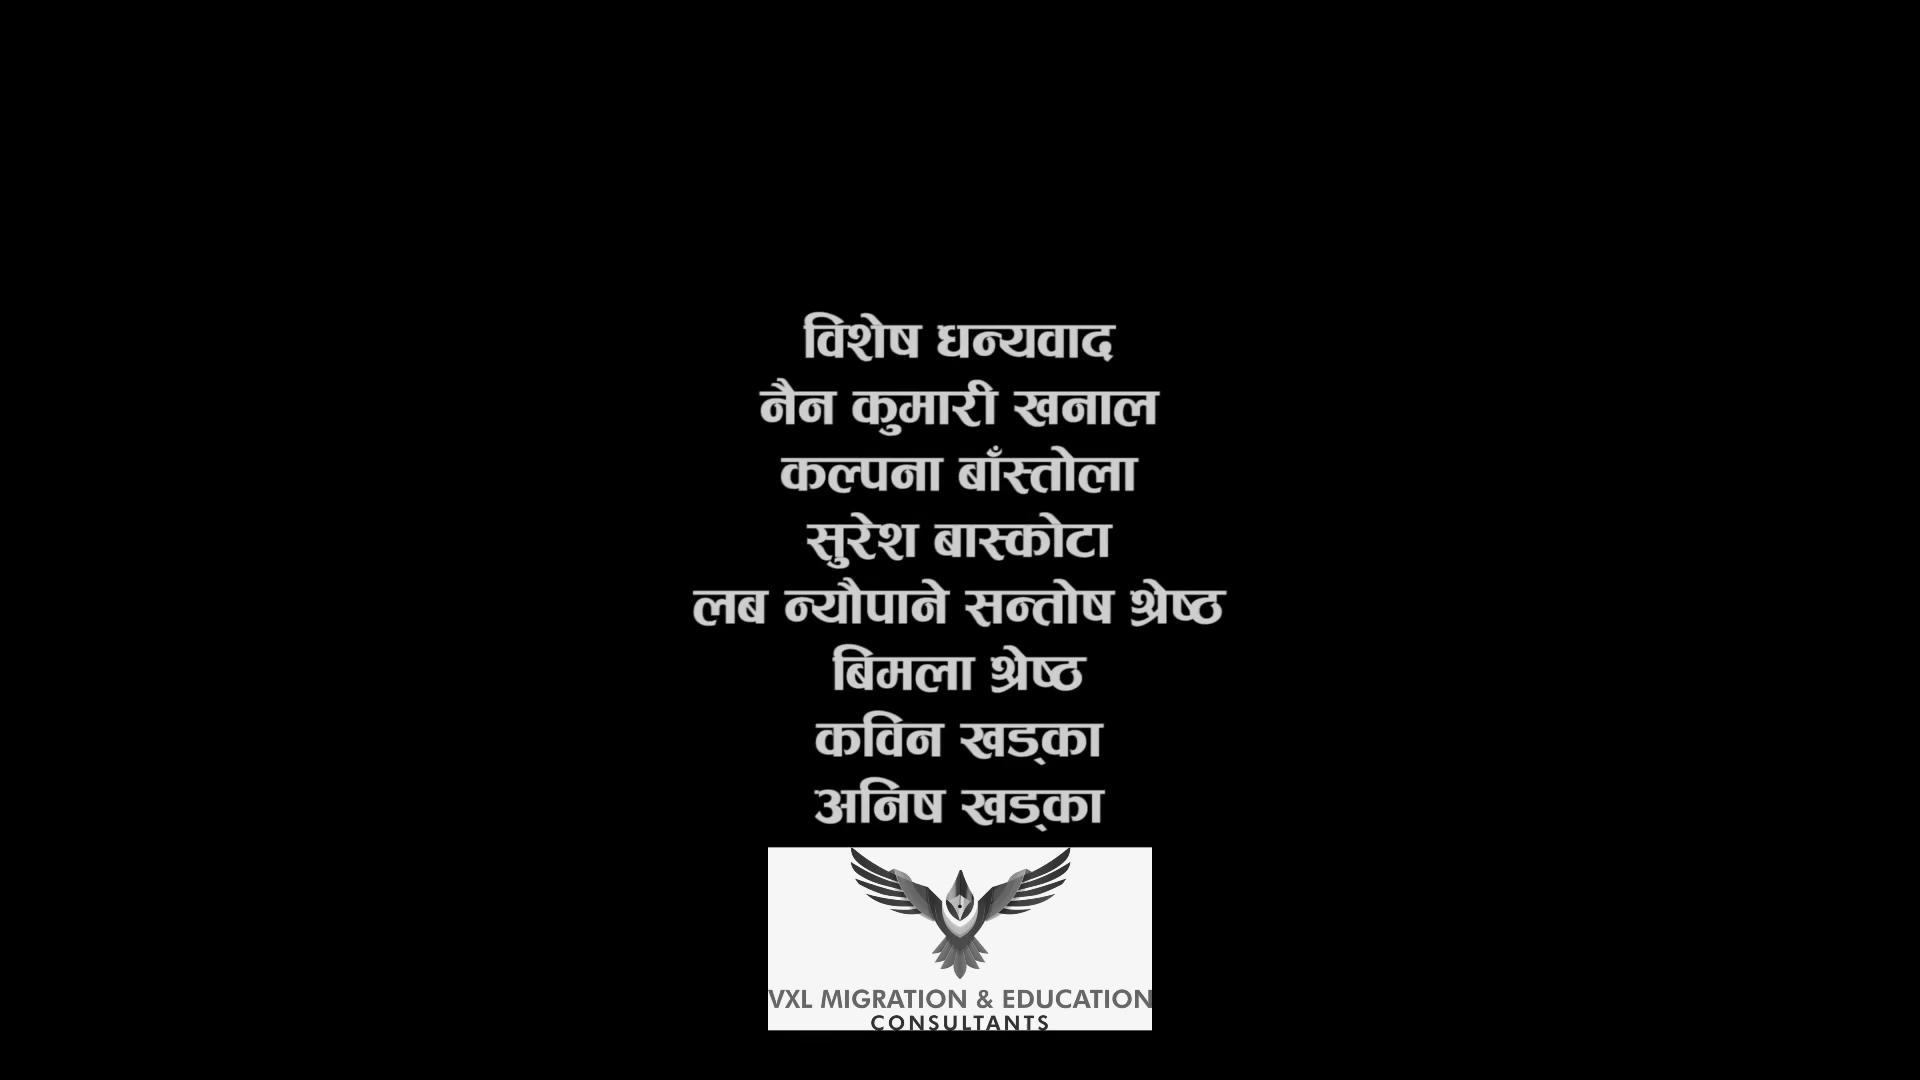 विशेष धन्यवाद
नैन कुमारी खनाल
कल्पना बाँस्तोला
सुरेश बास्कोटा
लब न्यौपाने सन्तोष श्रेष्ठ
बिमला श्रेष्ठ
कविन खड्का
अनिष खड्का
VXL MIGRATION & EDUCATION
CONSULTANTS